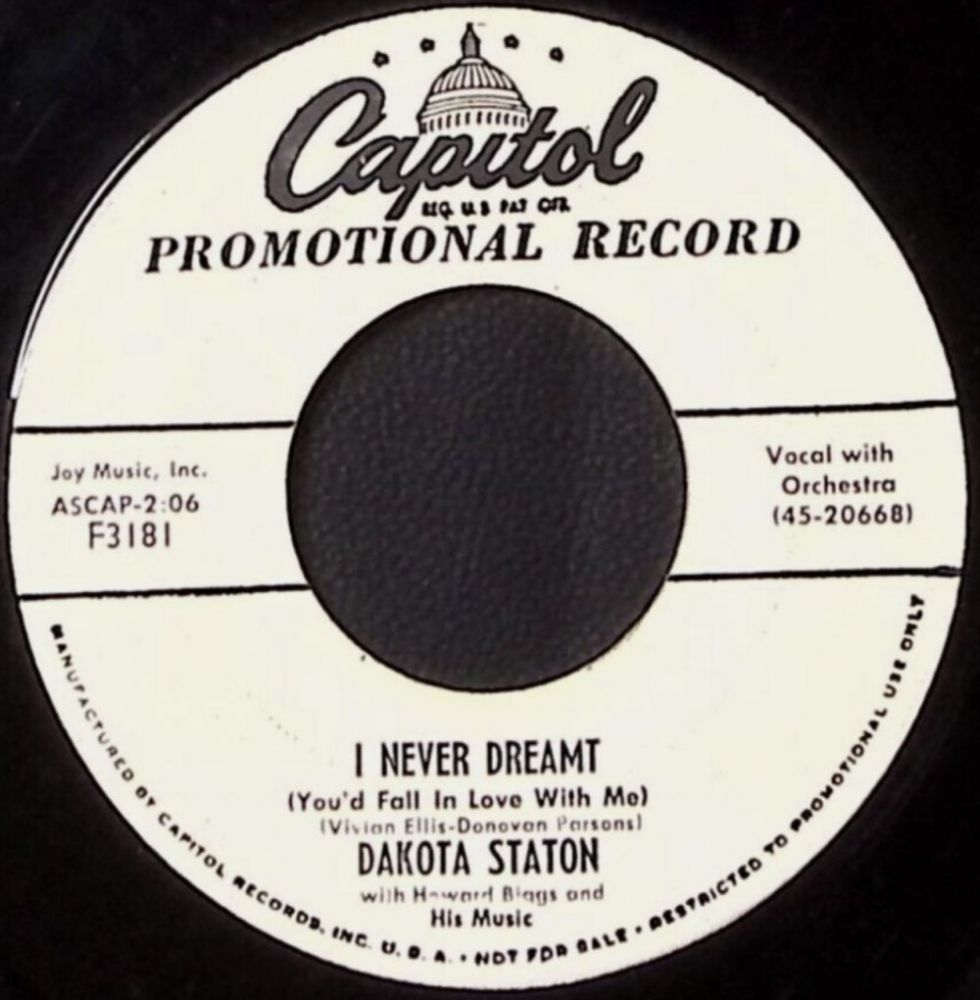 Capitol
REG. U.S. PAT. OFF.
PROMOTIONAL RECORD
Joy Music, Inc.
ASCAP-2:06
F3181
Vocal with
Orchestra
(45-20668)
I NEVER DREAMT
(You'd Fall In Love With Me)
(Vivian Ellis-Donovan Parsons)
DAKOTA STATON
with Howard Biggs and
His Music
MANUFACTURED BY CAPITOL RECORDS, INC. U. S. A. • NOT FOR SALE • RESTRICTED TO PROMOTIONAL USE ONLY